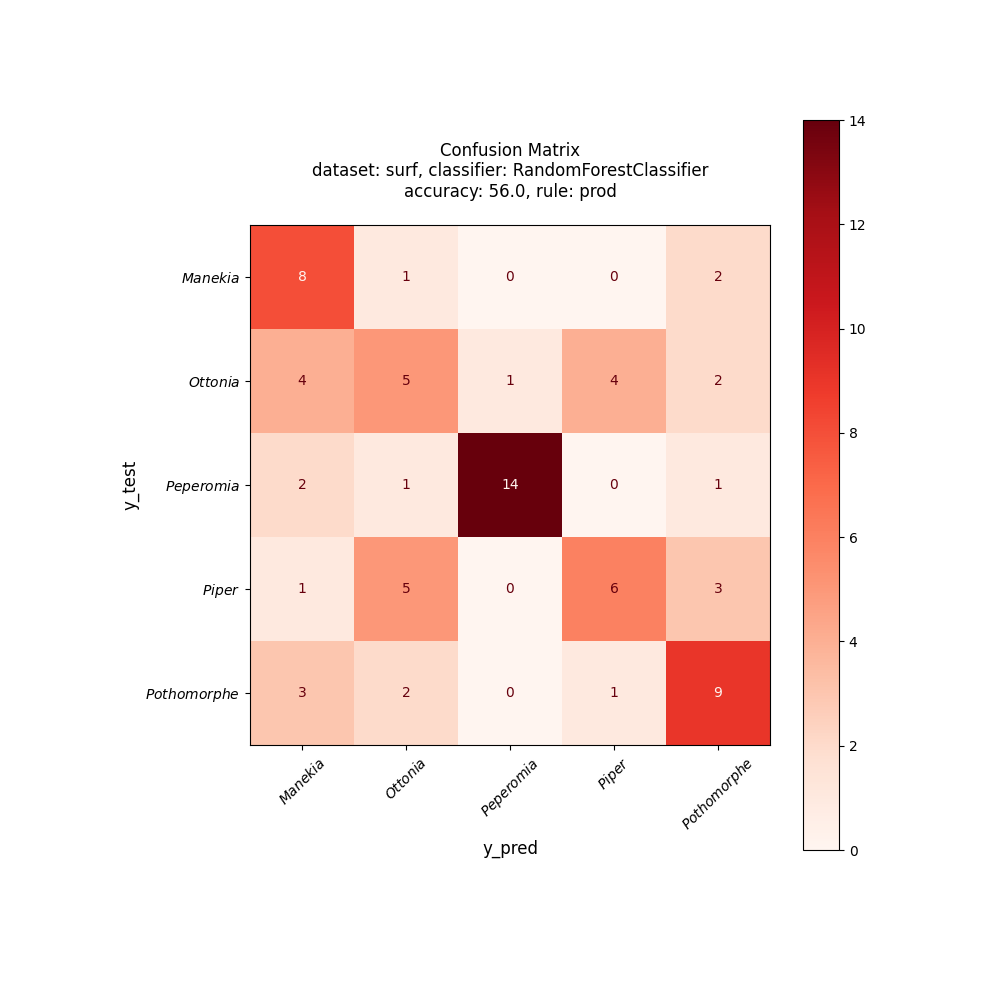 Confusion Matrix
dataset: surf, classifier: RandomForestClassifier
accuracy: 56.0, rule: prod
y_test
Manekia 8 1 0 0 2
Ottonia 4 5 1 4 2
Peperomia 2 1 14 0 1
Piper 1 5 0 6 3
Pothomorphe 3 2 0 1 9
Manekia Ottonia Peperomia Piper Pothomorphe
y_pred
14
12
10
8
6
4
2
0